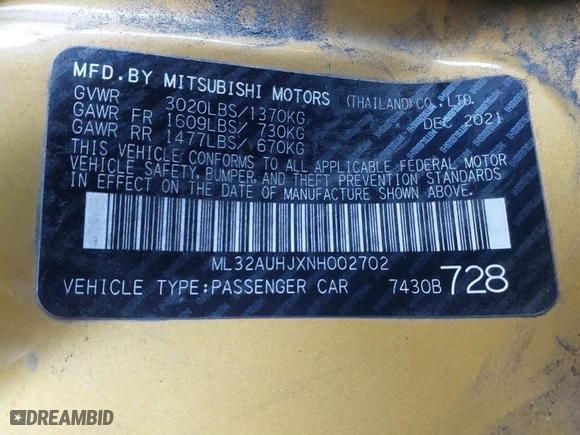 MFD.BY MITSUBISHI MOTORS (THAILAND)CO.,LTD.
GVWR 3020LBS/1370KG DEC 2021
GAWR FR 1609LBS/ 730KG
GAWR RR 1477LBS/ 670KG
THIS VEHICLE CONFORMS TO ALL APPLICABLE FEDERAL MOTOR
VEHICLE SAFETY, BUMPER, AND THEFT PREVENTION STANDARDS
IN EFFECT ON THE DATE OF MANUFACTURE SHOWN ABOVE.
ML32AUHJXNH002702
VEHICLE TYPE:PASSENGER CAR 7430B 728
DREAMBID